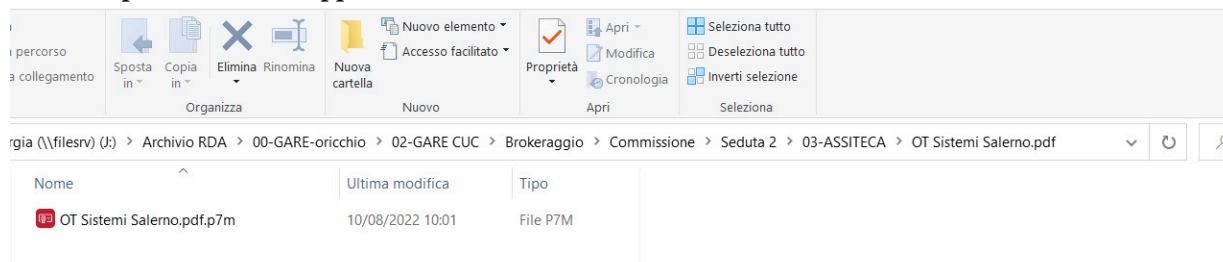 percorso
a collegamento
Sposta in
Copia in
Elimina
Rinomina
Organizza
Nuova cartella
Nuovo elemento
Accesso facilitato
Nuovo
Proprietà
Apri
Modifica
Cronologia
Apri
Seleziona tutto
Deseleziona tutto
Inverti selezione
Seleziona
rgia (\\filesrv) (J:) > Archivio RDA > 00-GARE-oricchio > 02-GARE CUC > Brokeraggio > Commissione > Seduta 2 > 03-ASSITECA > OT Sistemi Salerno.pdf
Nome Ultima modifica Tipo
OT Sistemi Salerno.pdf.p7m 10/08/2022 10:01 File P7M